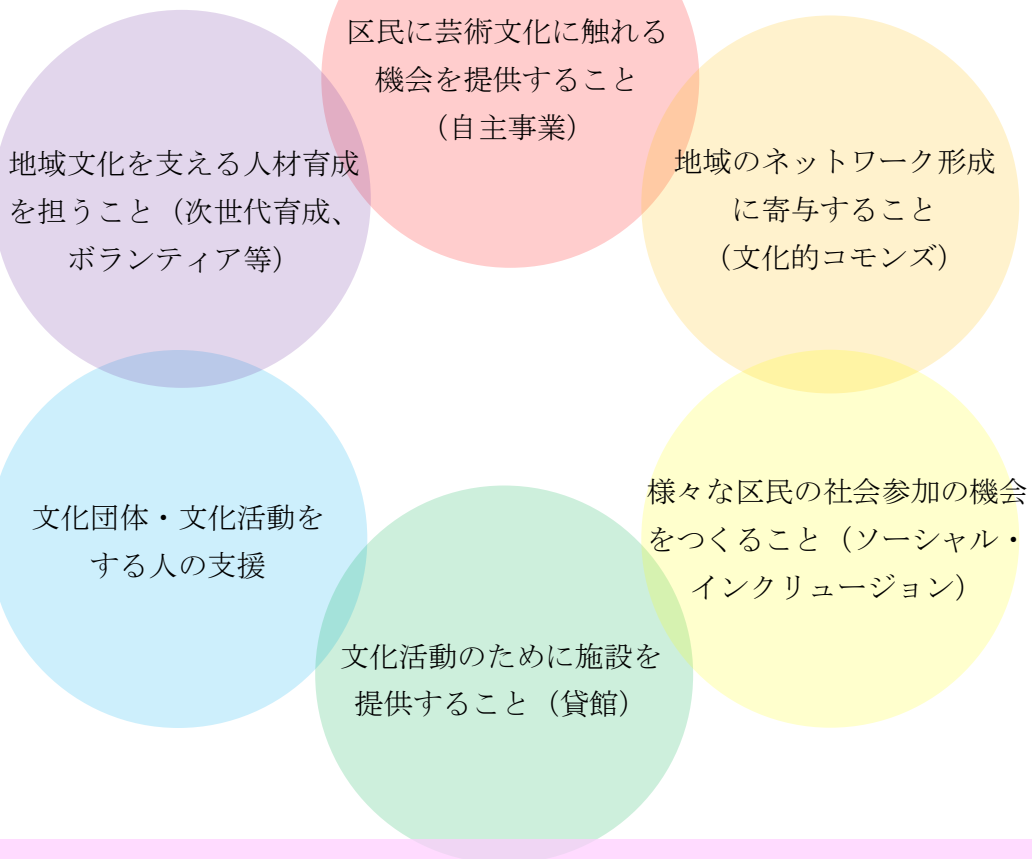 区民に芸術文化に触れる
機会を提供すること
（自主事業）
地域文化を支える人材育成
を担うこと（次世代育成、
ボランティア等）
地域のネットワーク形成
に寄与すること
（文化的コモンズ）
文化団体・文化活動を
する人の支援
様々な区民の社会参加の機会
をつくること（ソーシャル・
インクリュージョン）
文化活動のために施設を
提供すること（貸館）